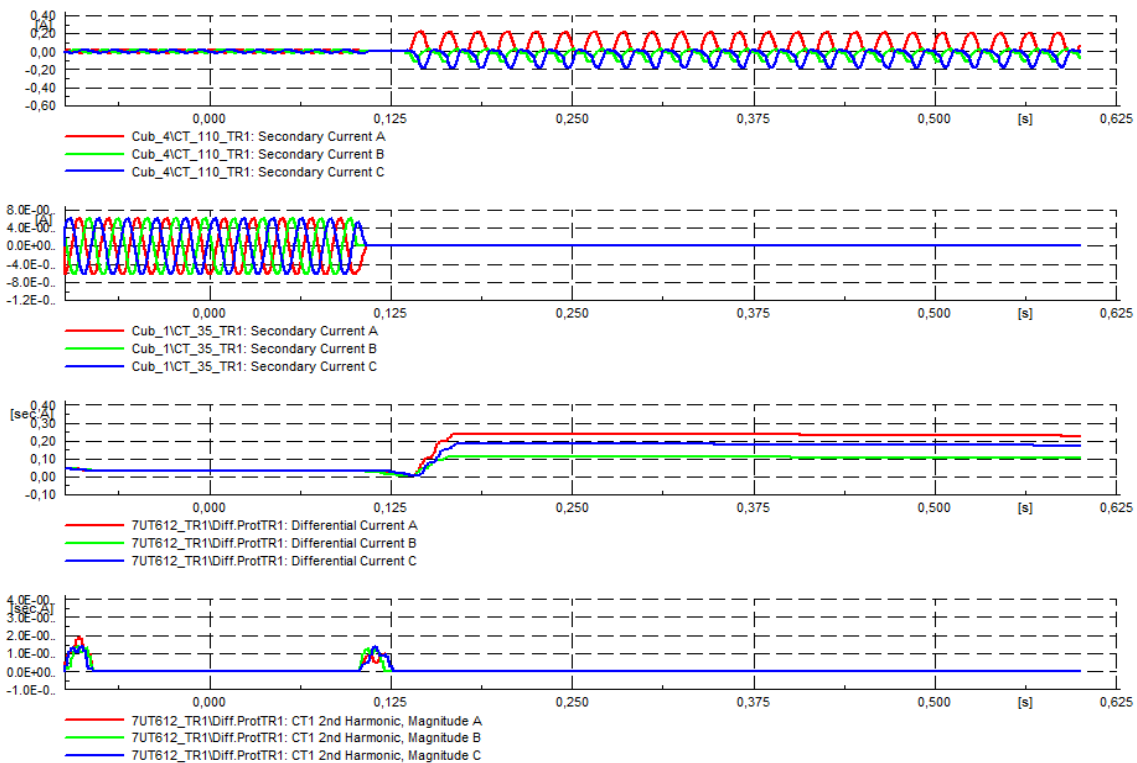 0,40
[A]
0,20
0,00
-0,20
-0,40
-0,60
0,000 0,125 0,250 0,375 0,500 [s] 0,625
Cub_4\CT_110_TR1: Secondary Current A
Cub_4\CT_110_TR1: Secondary Current B
Cub_4\CT_110_TR1: Secondary Current C
8.0E-00..
[A]
4.0E-00..
0.0E+00..
-4.0E-0..
-8.0E-0..
-1.2E-0..
0,000 0,125 0,250 0,375 0,500 [s] 0,625
Cub_1\CT_35_TR1: Secondary Current A
Cub_1\CT_35_TR1: Secondary Current B
Cub_1\CT_35_TR1: Secondary Current C
0,40
[sec.A]
0,30
0,20
0,10
0,00
-0,10
0,000 0,125 0,250 0,375 0,500 [s] 0,625
7UT612_TR1\Diff.ProtTR1: Differential Current A
7UT612_TR1\Diff.ProtTR1: Differential Current B
7UT612_TR1\Diff.ProtTR1: Differential Current C
4.0E-00..
[sec.A]
3.0E-00..
2.0E-00..
1.0E-00..
0.0E+00..
-1.0E-0..
0,000 0,125 0,250 0,375 0,500 [s] 0,625
7UT612_TR1\Diff.ProtTR1: CT1 2nd Harmonic, Magnitude A
7UT612_TR1\Diff.ProtTR1: CT1 2nd Harmonic, Magnitude B
7UT612_TR1\Diff.ProtTR1: CT1 2nd Harmonic, Magnitude C